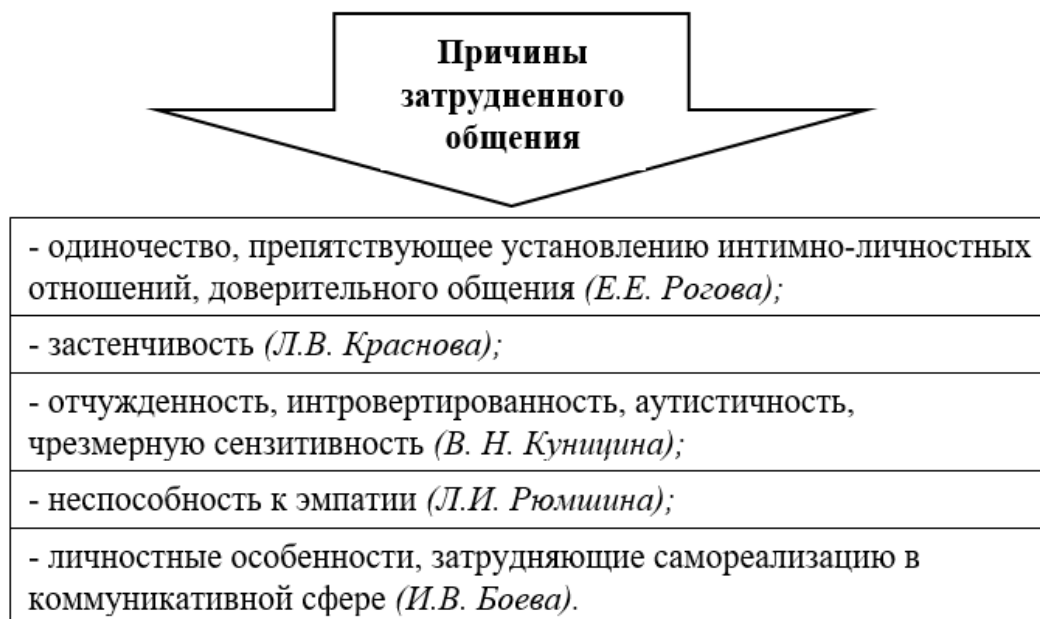 Причины
затрудненного
общения
- одиночество, препятствующее установлению интимно-личностных
отношений, доверительного общения (Е.Е. Рогова);
- застенчивость (Л.В. Краснова);
- отчужденность, интровертированность, аутистичность,
чрезмерную сензитивность (В. Н. Куницина);
- неспособность к эмпатии (Л.И. Рюмшина);
- личностные особенности, затрудняющие самореализацию в
коммуникативной сфере (И.В. Боева).